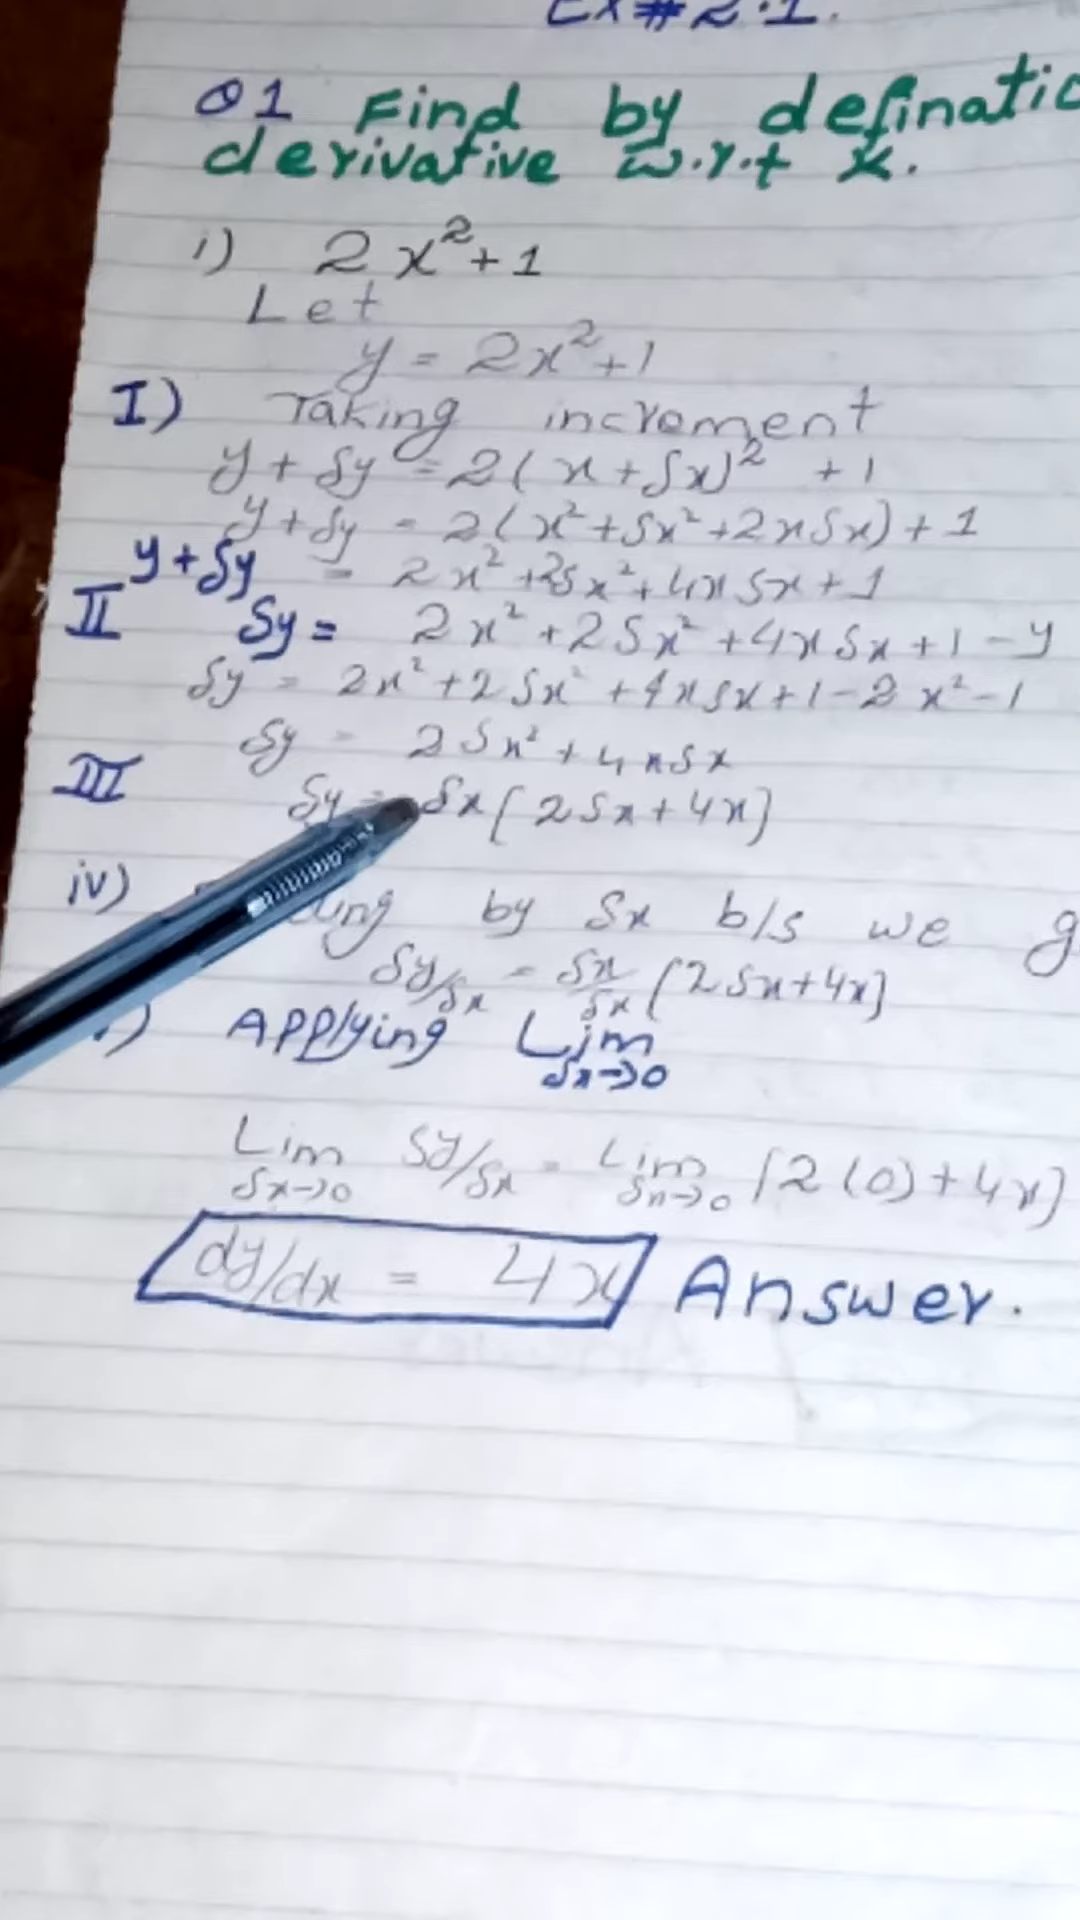 Ex#2.1.
Q1 Find by definatio
derivative w.r.t x.
i) 2x²+1
Let
y = 2x²+1
I) Taking increment
y+δy = 2(x+δx)² +1
y+δy = 2(x²+δx²+2xδx)+1
y+δy = 2x²+2δx²+4xδx+1
II δy = 2x²+2δx²+4xδx+1-y
δy = 2x²+2δx²+4xδx+1-2x²-1
δy = 2δx²+4xδx
III δy = δx[2δx+4x]
iv) by δx b/s we g
δy/δx = δx/δx [2δx+4x]
) Applying Lim δx→0
Lim δx→0 δy/δx = Lim δx→0 [2(0)+4x]
dy/dx = 4x Answer.